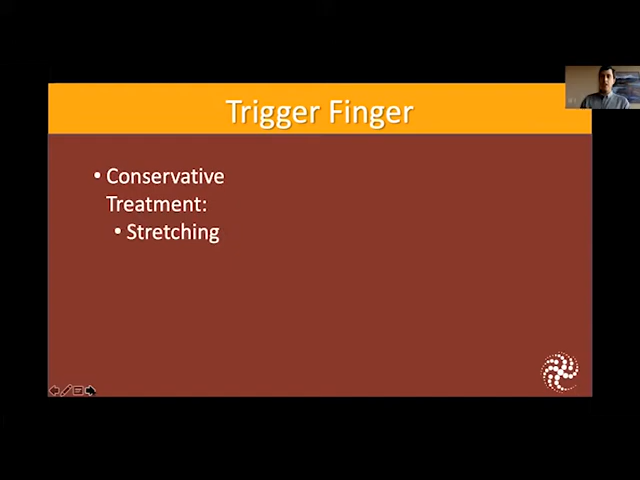 Trigger Finger
• Conservative
Treatment:
• Stretching